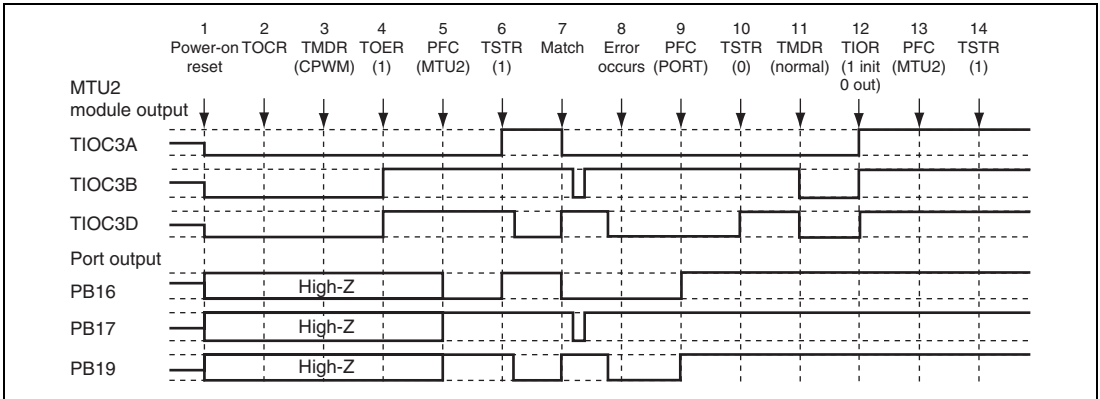 1 2 3 4 5 6 7 8 9 10 11 12 13 14
Power-on TOCR TMDR TOER PFC TSTR Match Error PFC TSTR TMDR TIOR PFC TSTR
reset (CPWM) (1) (MTU2) (1) occurs (PORT) (0) (normal) (1 init (MTU2) (1)
0 out)
MTU2
module output
TIOC3A
TIOC3B
TIOC3D
Port output
PB16 High-Z
PB17 High-Z
PB19 High-Z